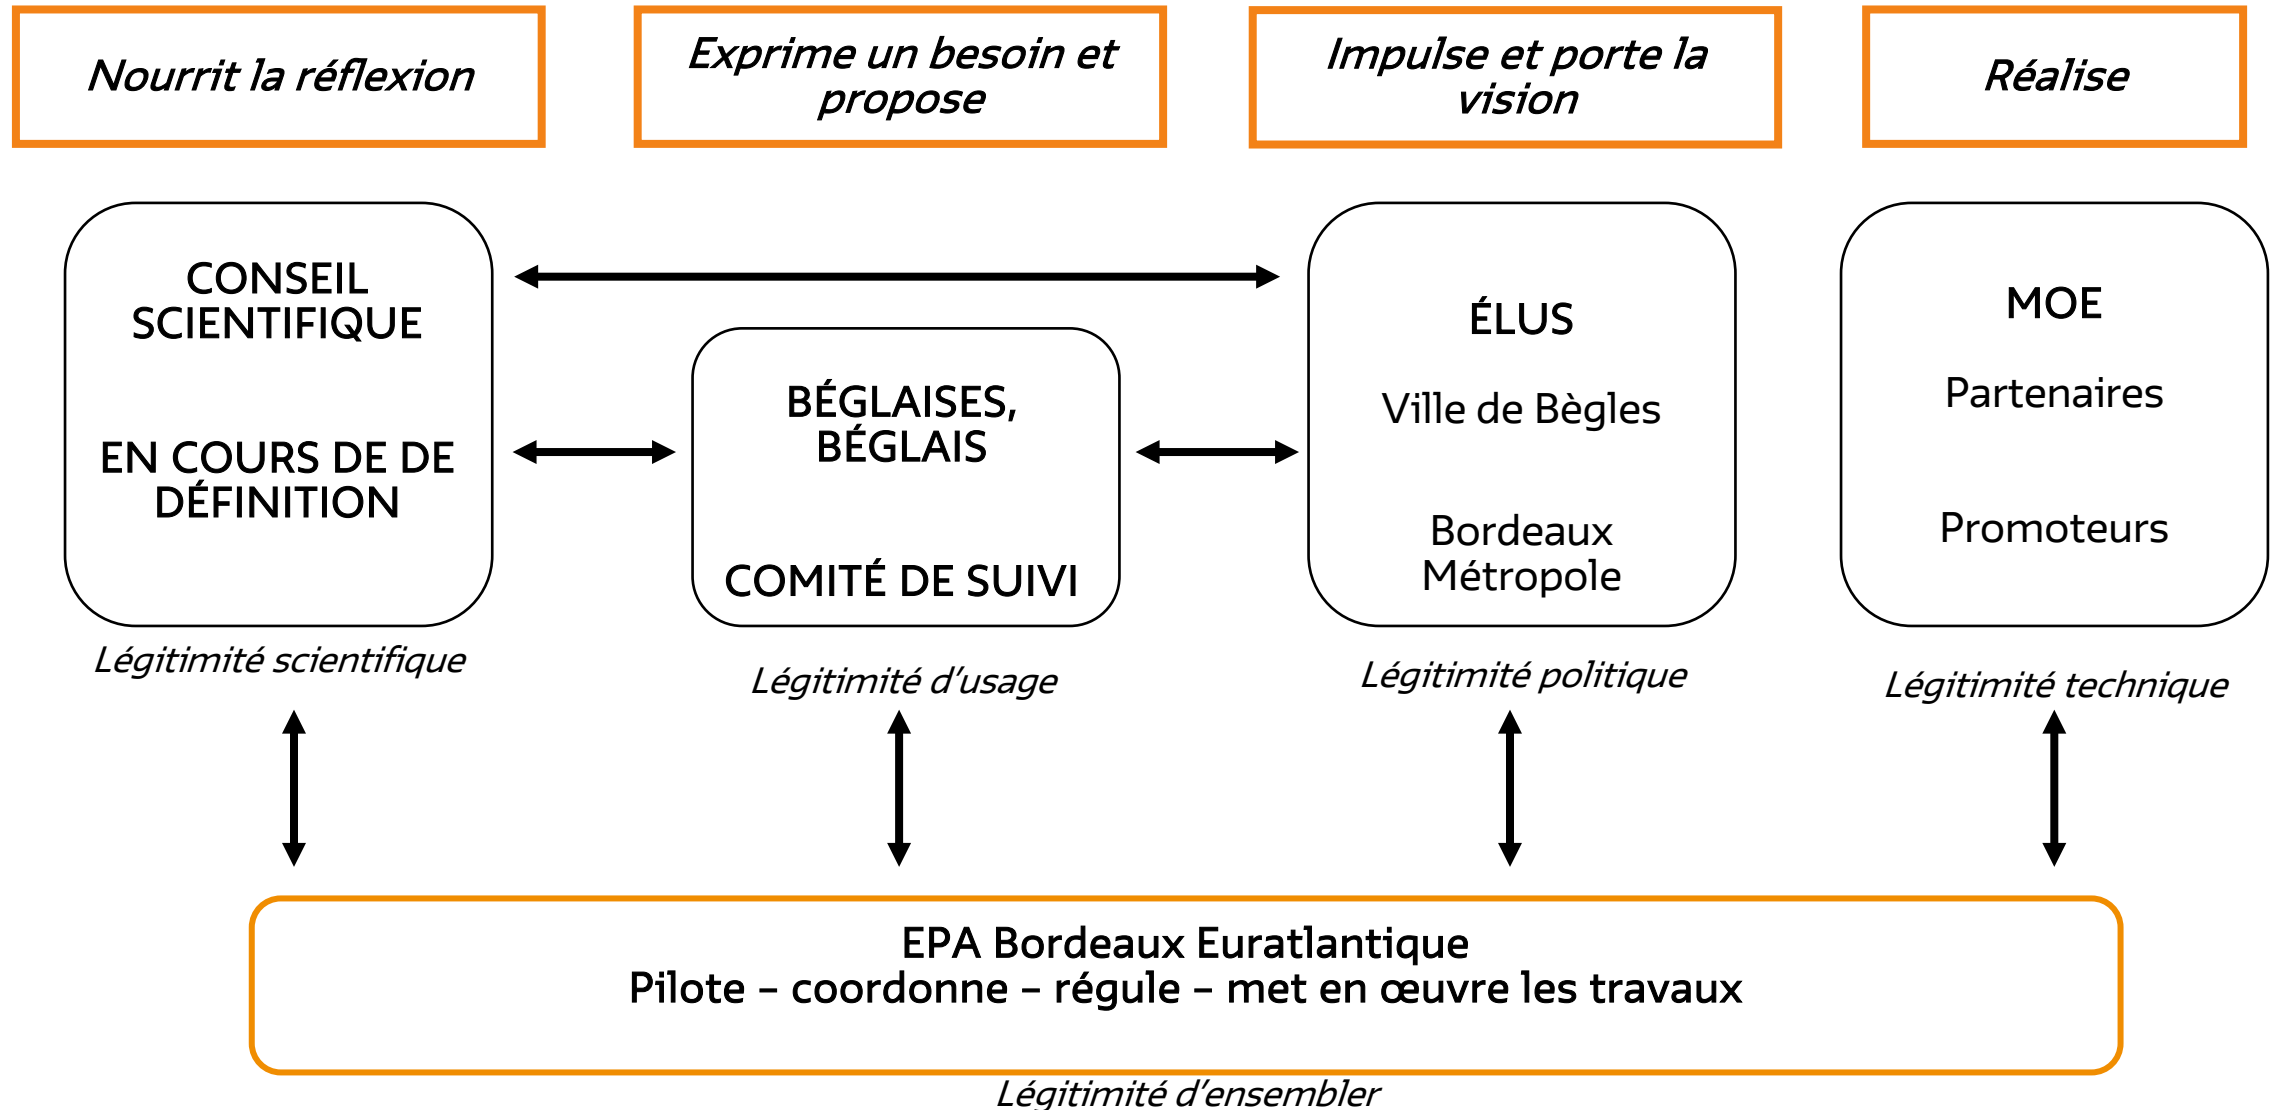 Nourrit la réflexion
Exprime un besoin et
propose
Impulse et porte la
vision
Réalise
CONSEIL
SCIENTIFIQUE
EN COURS DE DE
DÉFINITION
Légitimité scientifique
BÉGLAISES,
BÉGLAIS
COMITÉ DE SUIVI
Légitimité d'usage
ÉLUS
Ville de Bègles
Bordeaux
Métropole
Légitimité politique
MOE
Partenaires
Promoteurs
Légitimité technique
EPA Bordeaux Euratlantique
Pilote – coordonne – régule – met en œuvre les travaux
Légitimité d'ensembler